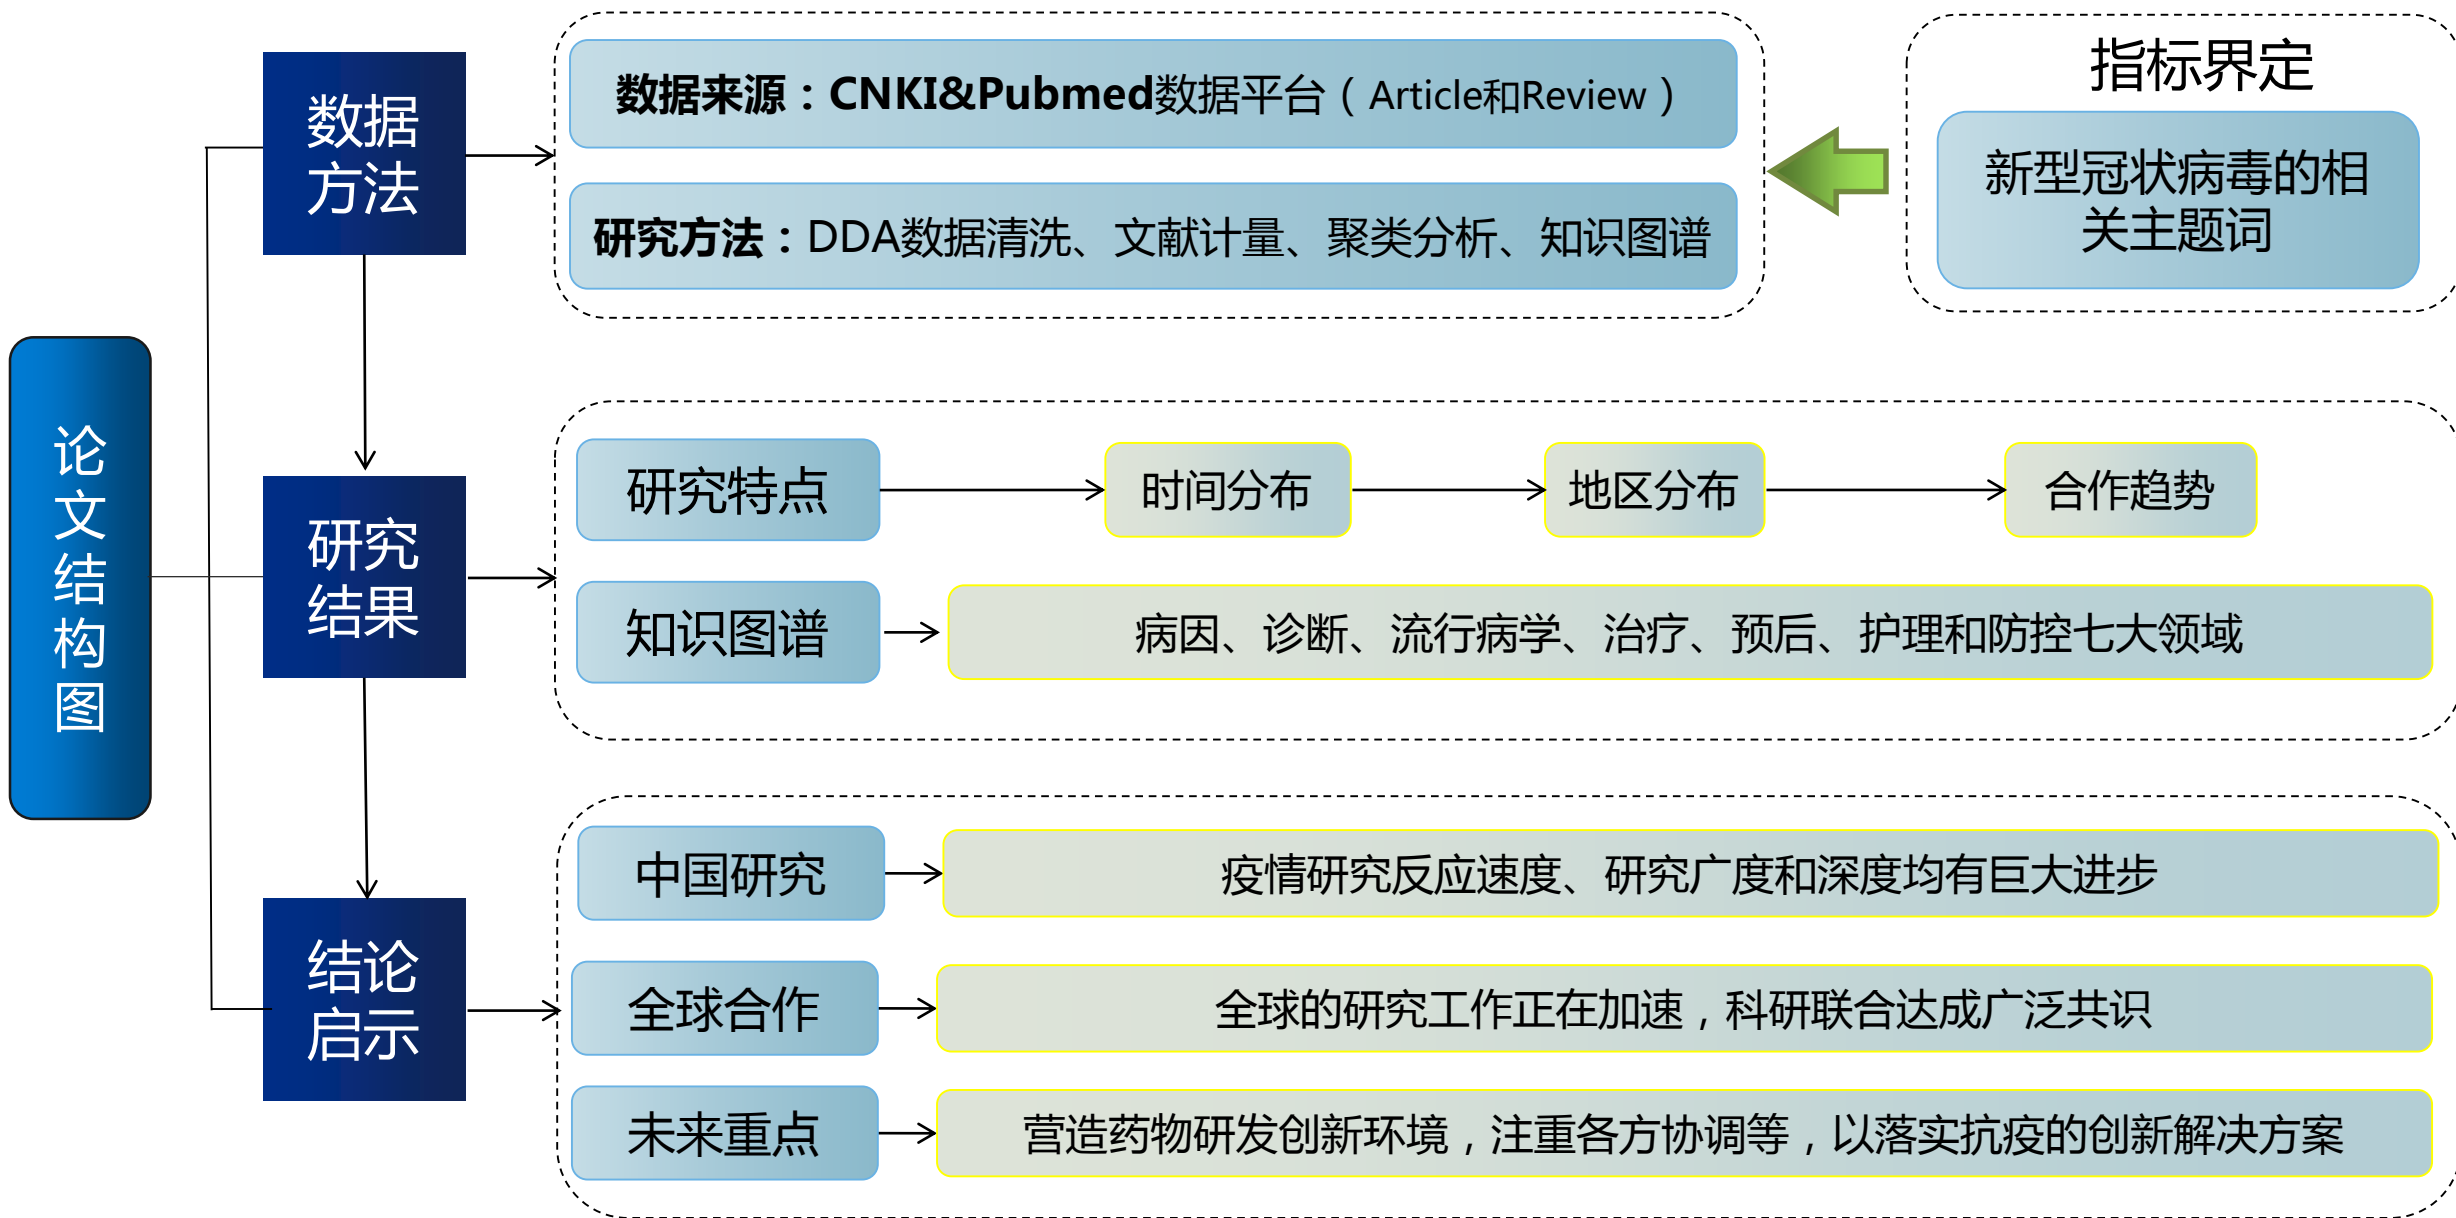 论
文
结
构
图
数据
方法
数据来源：CNKI&Pubmed数据平台（Article和Review）
研究方法：DDA数据清洗、文献计量、聚类分析、知识图谱
指标界定
新型冠状病毒的相
关主题词
研究
结果
研究特点
时间分布
地区分布
合作趋势
知识图谱
病因、诊断、流行病学、治疗、预后、护理和防控七大领域
结论
启示
中国研究
疫情研究反应速度、研究广度和深度均有巨大进步
全球合作
全球的研究工作正在加速，科研联合达成广泛共识
未来重点
营造药物研发创新环境，注重各方协调等，以落实抗疫的创新解决方案